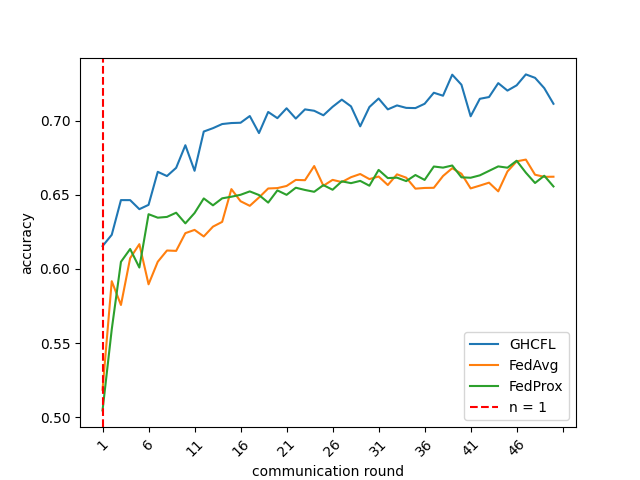 0.70
0.65
0.60
0.55
0.50
accuracy
GHCFL
FedAvg
FedProx
n = 1
1 6 11 16 21 26 31 36 41 46
communication round